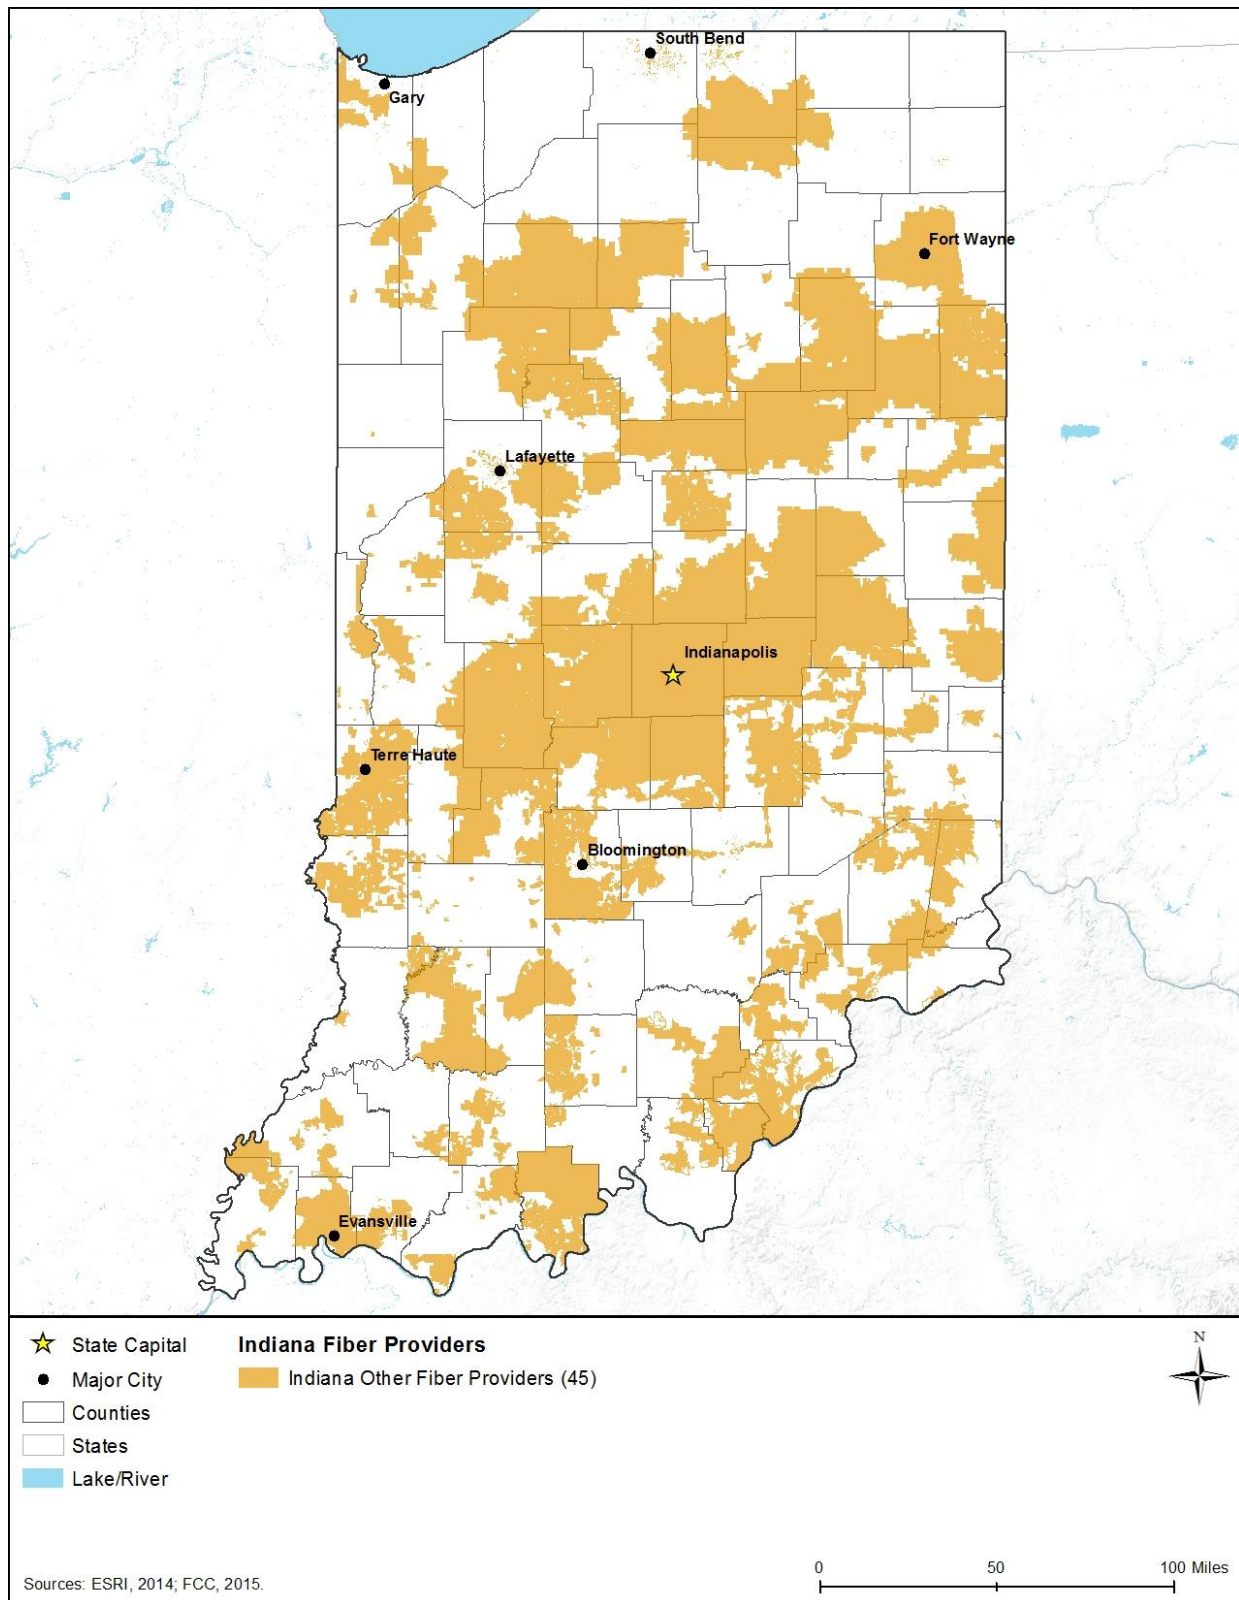 South Bend
Gary
Fort Wayne
Lafayette
Indianapolis
Terre Haute
Bloomington
Evansville
State Capital
Major City
Counties
States
Lake/River
Indiana Fiber Providers
Indiana Other Fiber Providers (45)
N
0 50 100 Miles
Sources: ESRI, 2014; FCC, 2015.